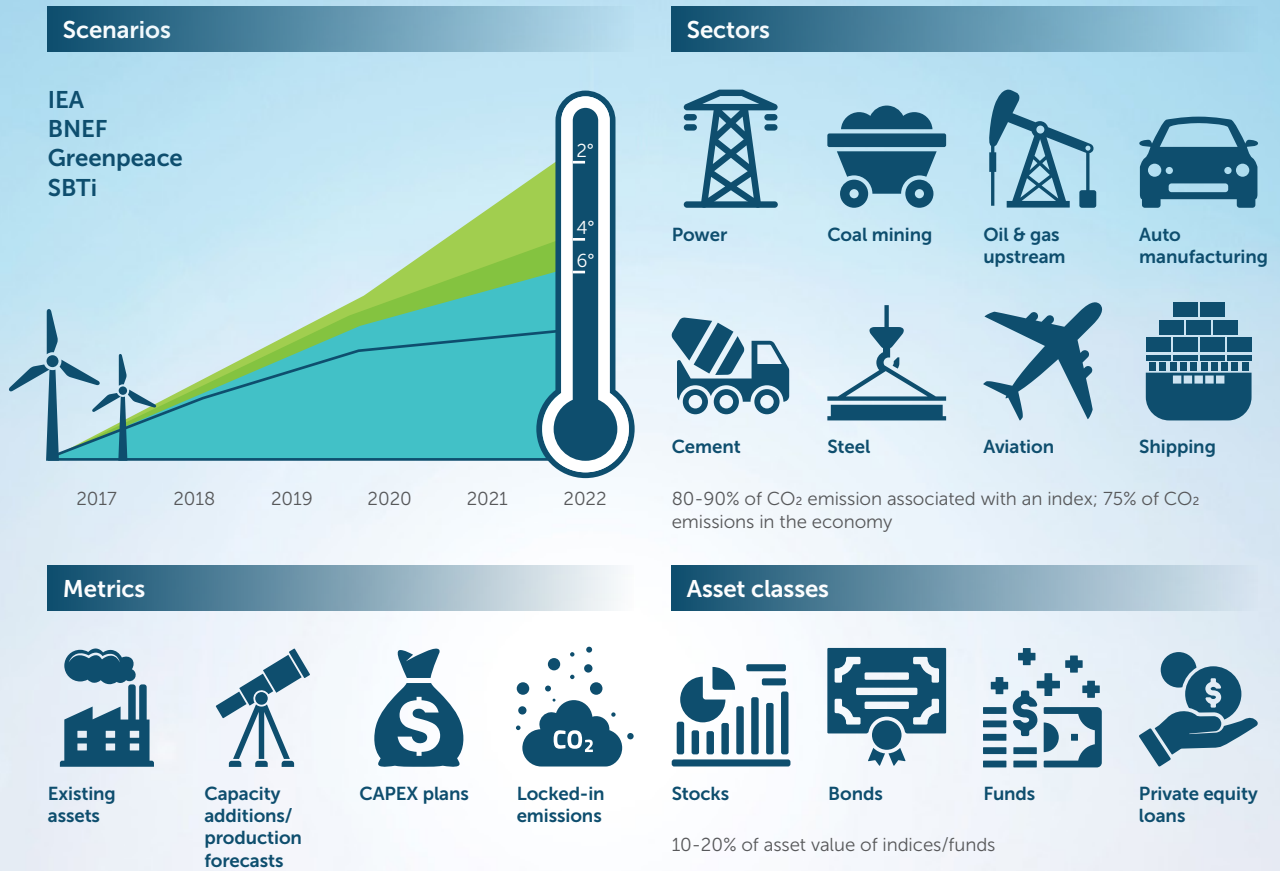 Scenarios
IEA
BNEF
Greenpeace
SBTi
2°
4°
6°
2017 2018 2019 2020 2021 2022
Sectors
Power
Coal mining
Oil & gas
upstream
Auto
manufacturing
Cement
Steel
Aviation
Shipping
80-90% of CO₂ emission associated with an index; 75% of CO₂
emissions in the economy
Metrics
$
CO₂
Existing
assets
Capacity
additions/
production
forecasts
CAPEX plans
Locked-in
emissions
Asset classes
$
$
Stocks
Bonds
Funds
Private equity
loans
10-20% of asset value of indices/funds